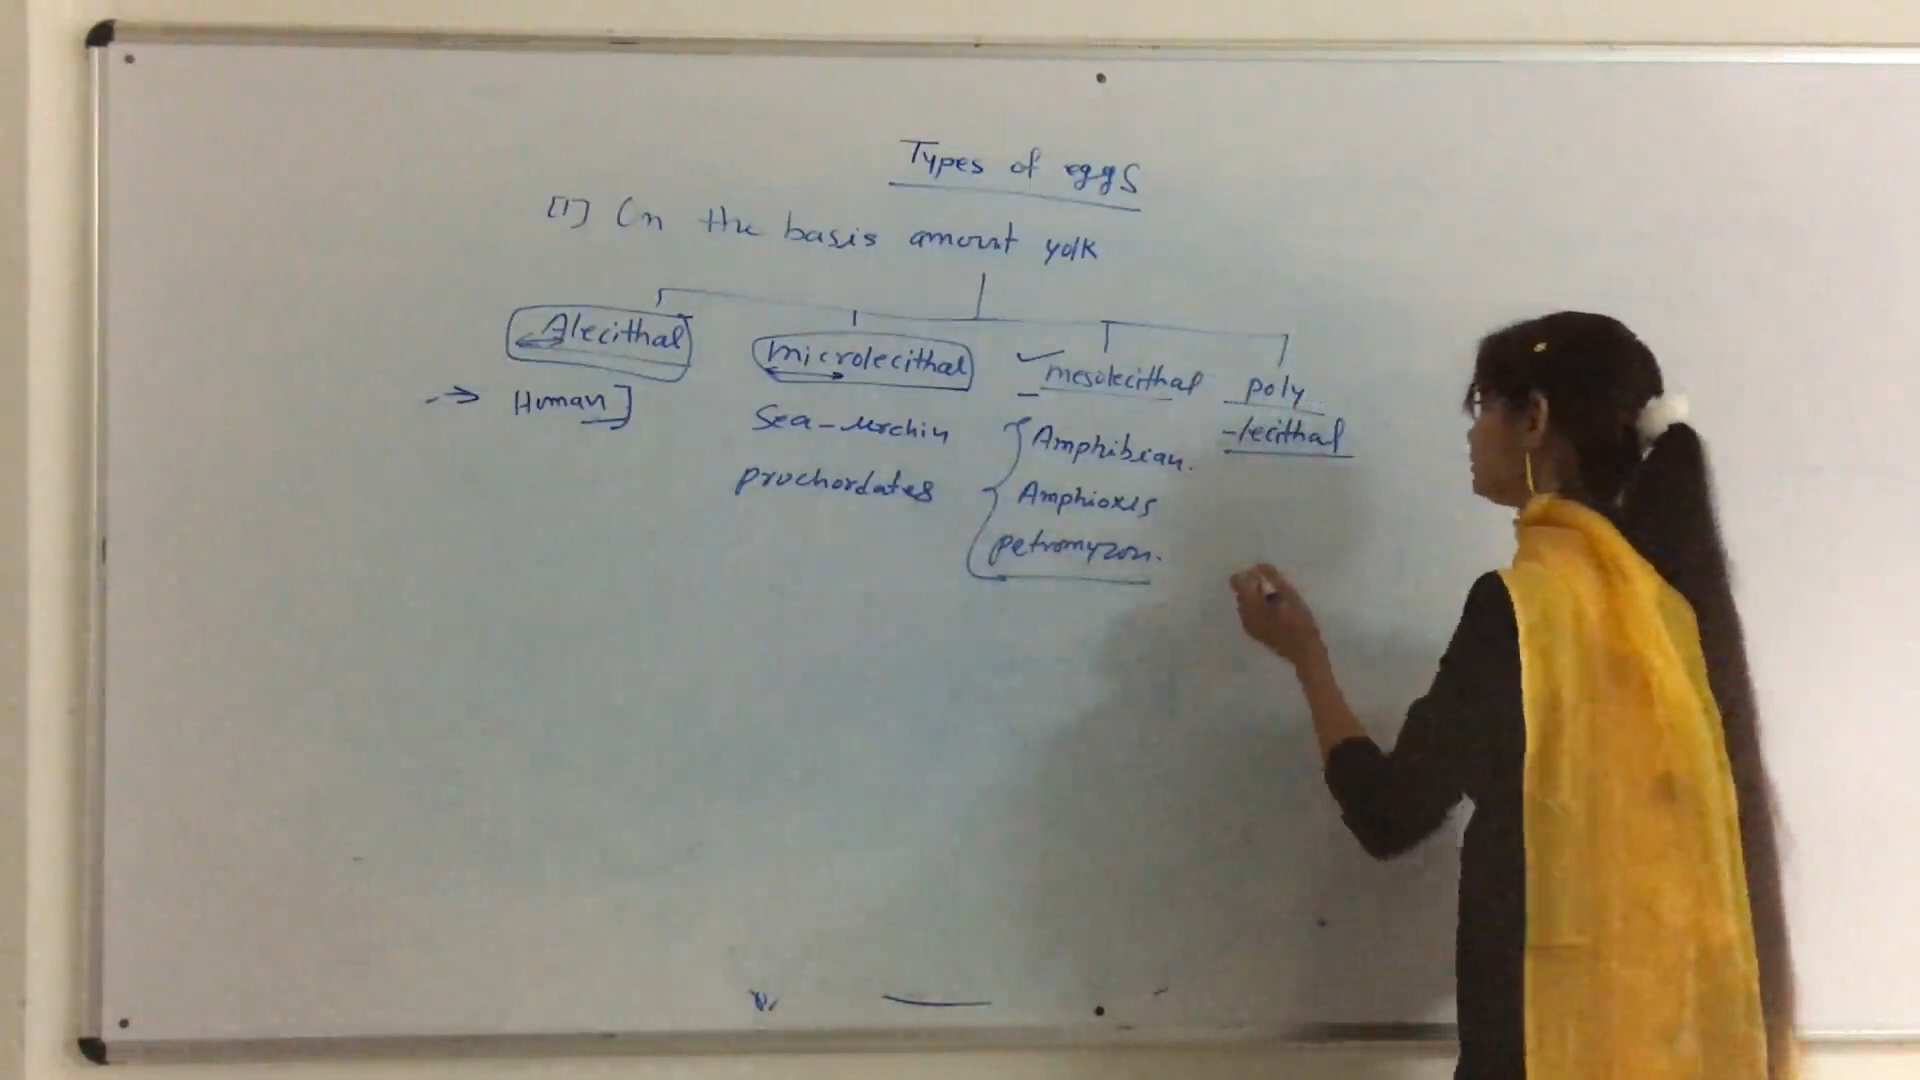 Types of eggs
[1] On the basis amount yolk
Alecithal
microlecithal
mesolecithal
poly
-lecithal
→ Human]
Sea-urchin
prochordates
Amphibian.
Amphioxus
petromyzon.